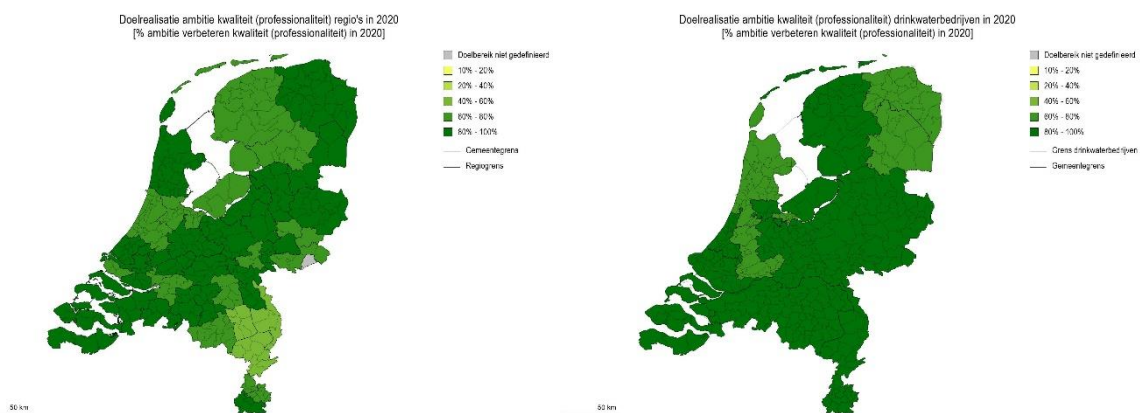 Doelrealisatie ambitie kwaliteit (professionaliteit) regio's in 2020
[% ambitie verbeteren kwaliteit (professionaliteit) in 2020]
Doelbereik niet gedefinieerd
10% - 20%
20% - 40%
40% - 60%
60% - 80%
80% - 100%
Gemeentegrens
Regiogrens
50 km
Doelrealisatie ambitie kwaliteit (professionaliteit) drinkwaterbedrijven in 2020
[% ambitie verbeteren kwaliteit (professionaliteit) in 2020]
Doelbereik niet gedefinieerd
10% - 20%
20% - 40%
40% - 60%
60% - 80%
80% - 100%
Grens drinkwaterbedrijven
Gemeentegrens
50 km